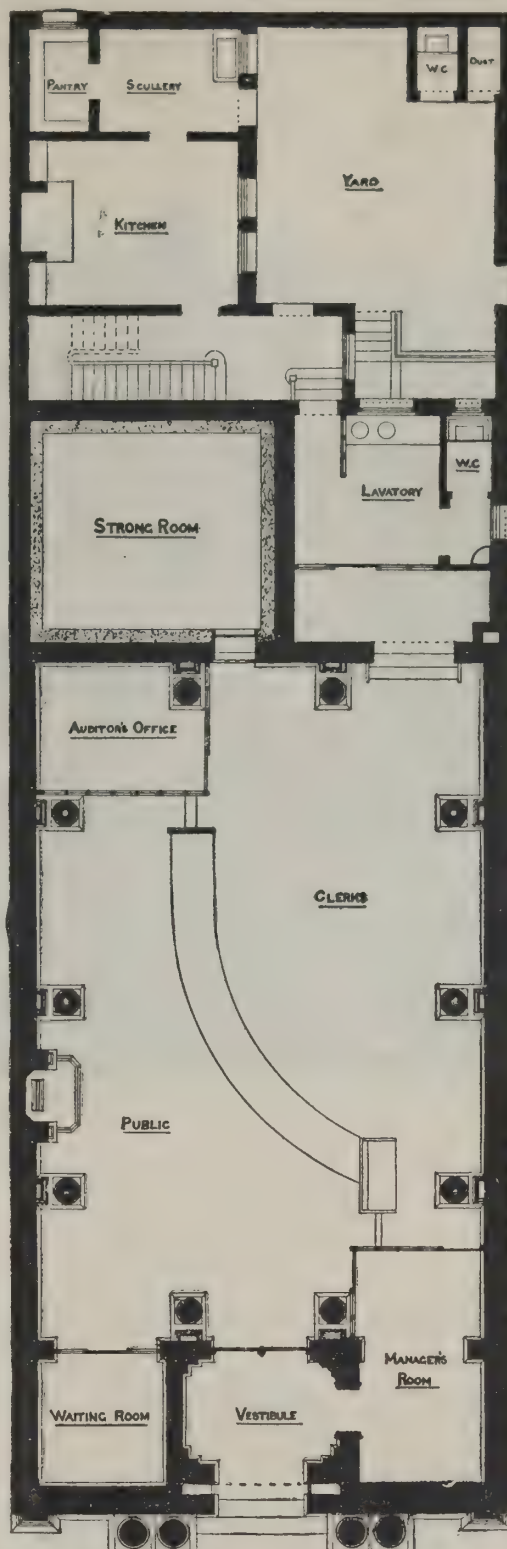 PANTRY
SCULLERY
W.C
DUST
YARD
KITCHEN
STRONG ROOM
LAVATORY
W.C
AUDITOR'S OFFICE
CLERKS
PUBLIC
MANAGER'S
ROOM
WAITING ROOM
VESTIBULE